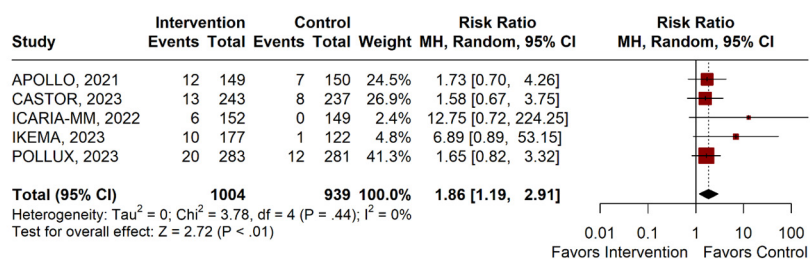 Intervention Control Risk Ratio Risk Ratio
Study Events Total Events Total Weight MH, Random, 95% CI MH, Random, 95% CI
APOLLO, 2021 12 149 7 150 24.5% 1.73 [0.70, 4.26]
CASTOR, 2023 13 243 8 237 26.9% 1.58 [0.67, 3.75]
ICARIA-MM, 2022 6 152 0 149 2.4% 12.75 [0.72, 224.25]
IKEMA, 2023 10 177 1 122 4.8% 6.89 [0.89, 53.15]
POLLUX, 2023 20 283 12 281 41.3% 1.65 [0.82, 3.32]
Total (95% CI) 1004 939 100.0% 1.86 [1.19, 2.91]
Heterogeneity: Tau² = 0; Chi² = 3.78, df = 4 (P = .44); I² = 0%
Test for overall effect: Z = 2.72 (P < .01)
0.01 0.1 1 10 100
Favors Intervention Favors Control